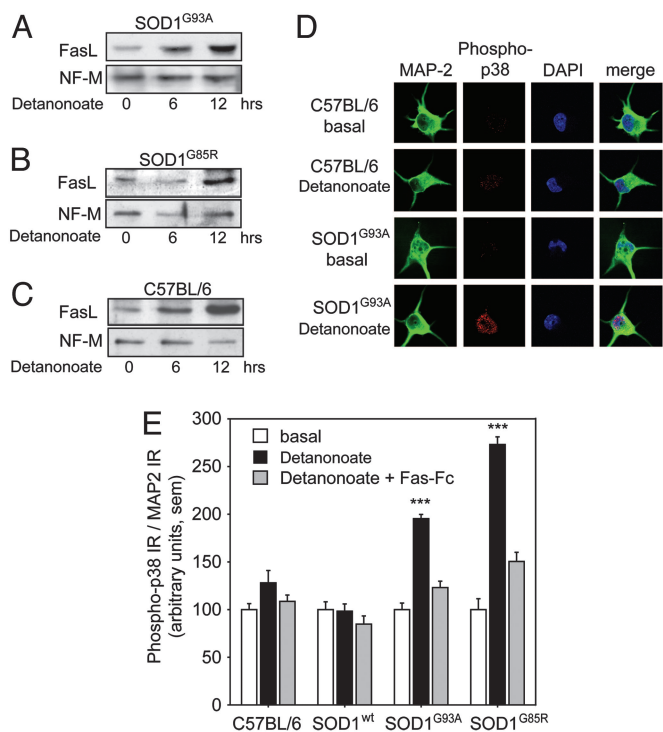 A
SOD1G93A
FasL
NF-M
Detanonoate 0 6 12 hrs
B
SOD1G85R
FasL
NF-M
Detanonoate 0 6 12 hrs
C
C57BL/6
FasL
NF-M
Detanonoate 0 6 12 hrs
D
Phospho-
MAP-2 p38 DAPI merge
C57BL/6
basal
C57BL/6
Detanonoate
SOD1G93A
basal
SOD1G93A
Detanonoate
E
Phospho-p38 IR / MAP2 IR
(arbitrary units, sem)
300
250
200
150
100
50
0
basal
Detanonoate
Detanonoate + Fas-Fc
***
***
C57BL/6 SOD1wt SOD1G93A SOD1G85R